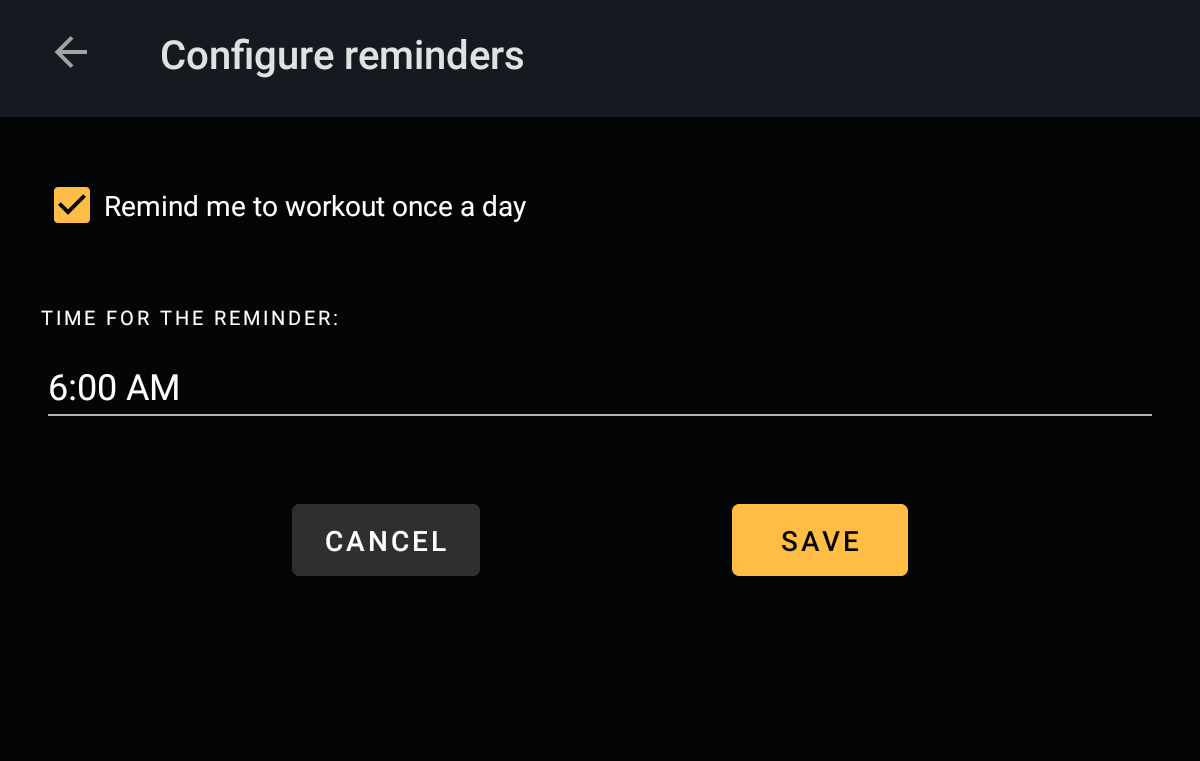 Configure reminders
Remind me to workout once a day
TIME FOR THE REMINDER:
6:00 AM
CANCEL
SAVE